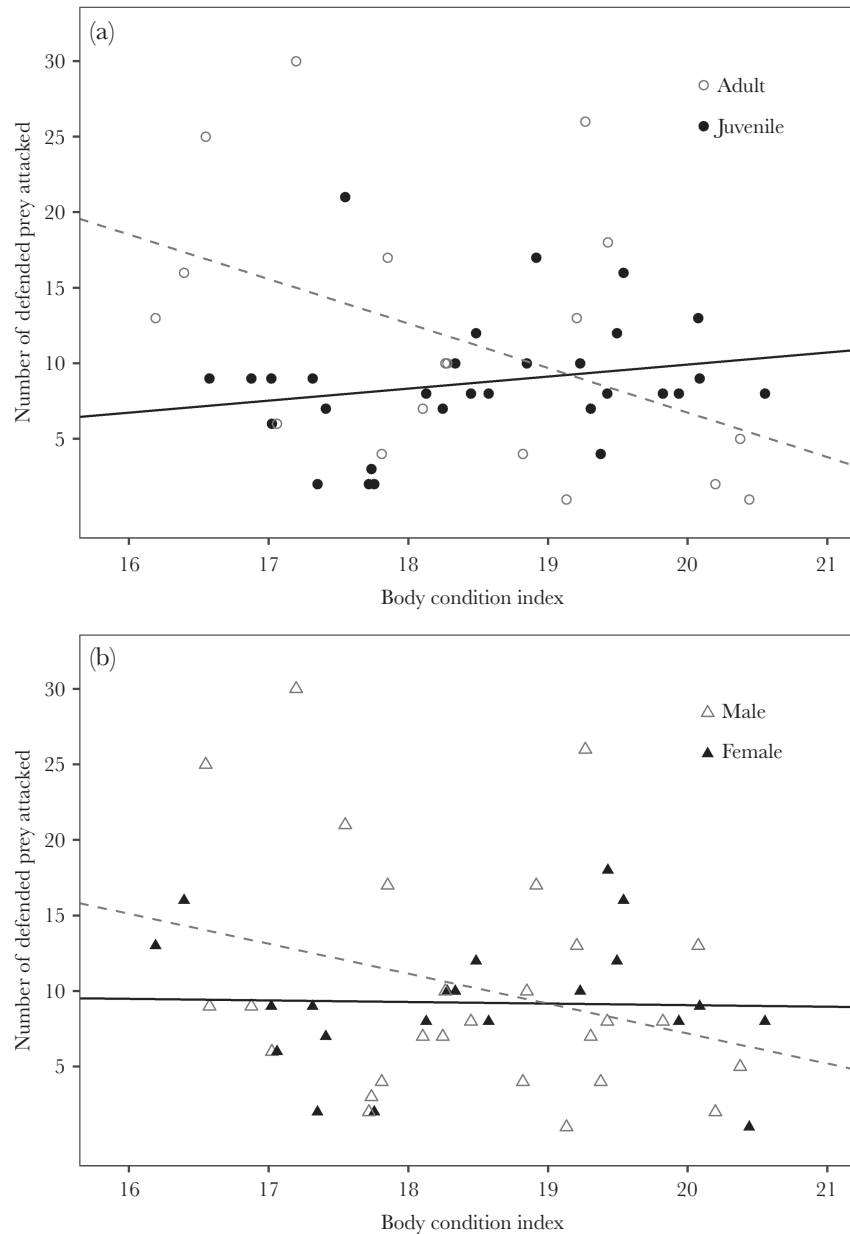 (a)
30
25
20
15
10
5
Number of defended prey attacked
Adult
Juvenile
16 17 18 19 20 21
Body condition index
(b)
30
25
20
15
10
5
Number of defended prey attacked
Male
Female
16 17 18 19 20 21
Body condition index